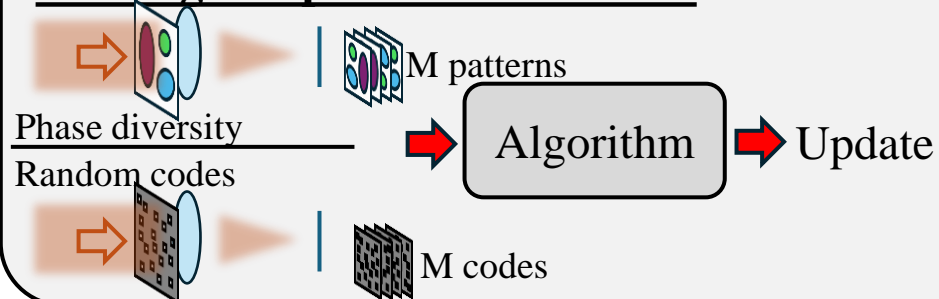 M patterns
Phase diversity
Algorithm
Update
Random codes
M codes